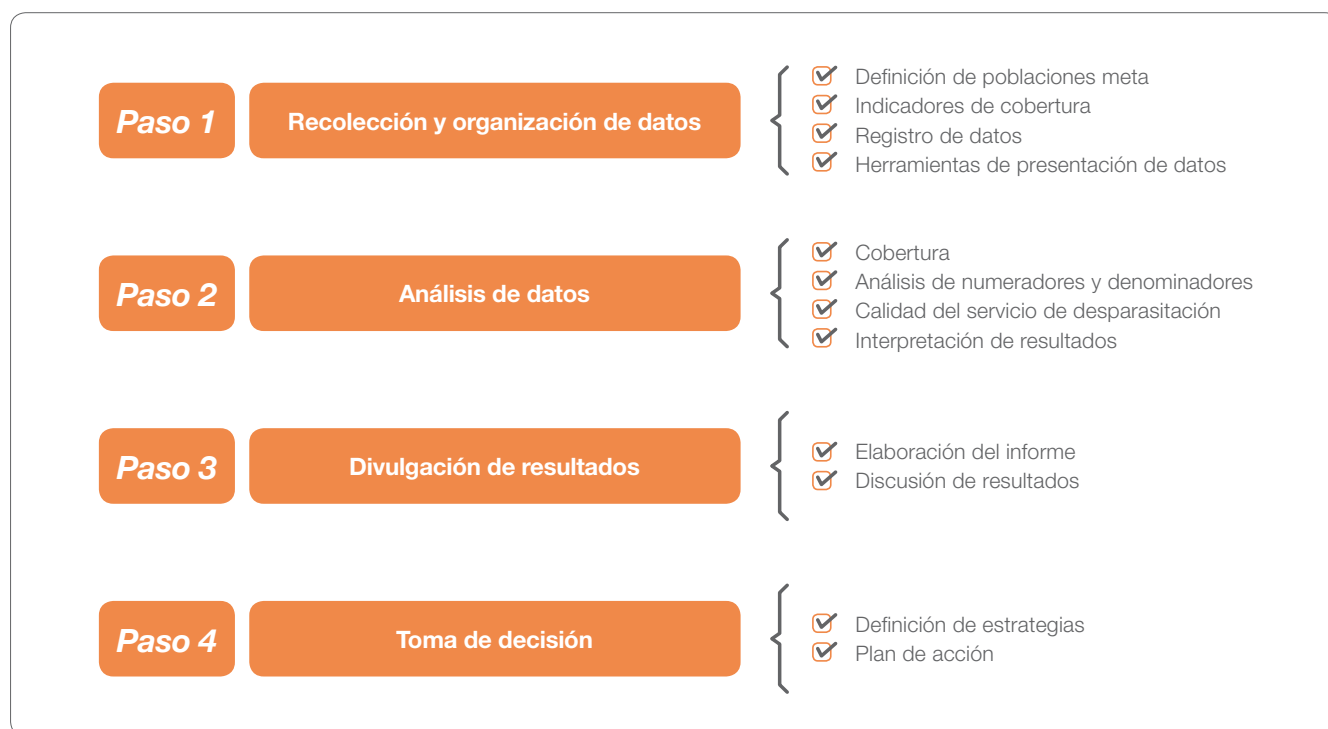 Paso 1
Recolección y organización de datos
Definición de poblaciones meta
Indicadores de cobertura
Registro de datos
Herramientas de presentación de datos
Paso 2
Análisis de datos
Cobertura
Análisis de numeradores y denominadores
Calidad del servicio de desparasitación
Interpretación de resultados
Paso 3
Divulgación de resultados
Elaboración del informe
Discusión de resultados
Paso 4
Toma de decisión
Definición de estrategias
Plan de acción